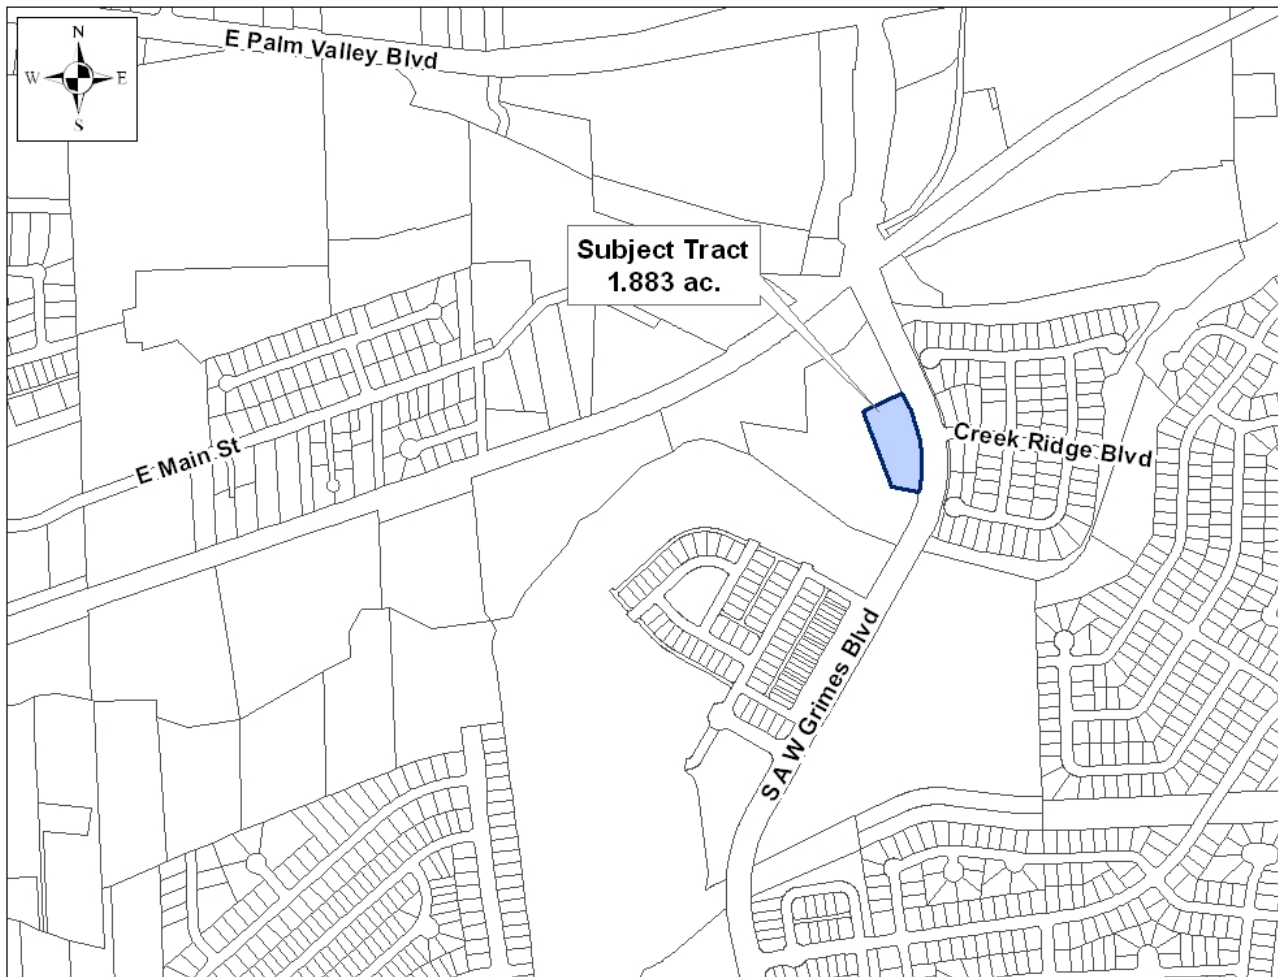 N
W E
S
E Palm Valley Blvd
Subject Tract
1.883 ac.
Creek Ridge Blvd
E Main St
S A W Grimes Blvd